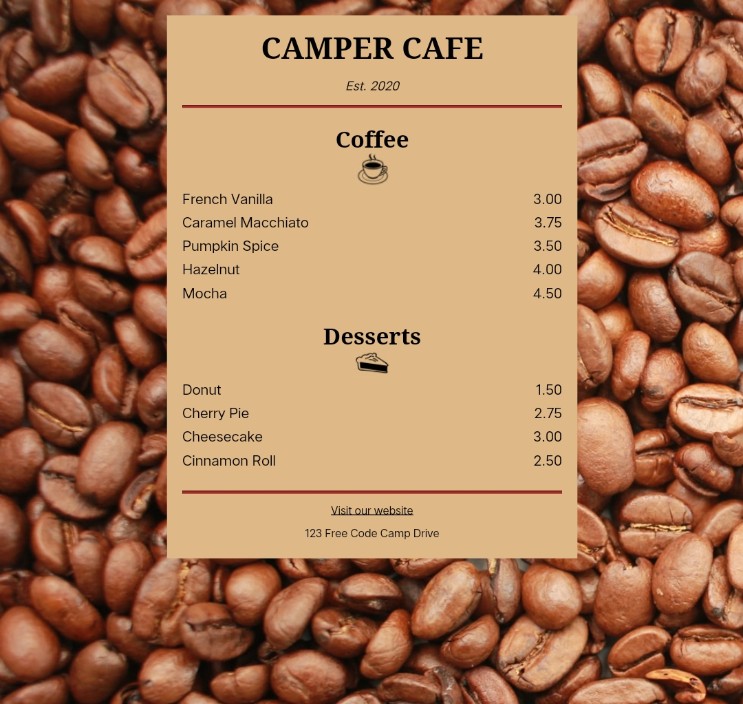 CAMPER CAFE
Est. 2020
Coffee
French Vanilla 3.00
Caramel Macchiato 3.75
Pumpkin Spice 3.50
Hazelnut 4.00
Mocha 4.50
Desserts
Donut 1.50
Cherry Pie 2.75
Cheesecake 3.00
Cinnamon Roll 2.50
Visit our website
123 Free Code Camp Drive